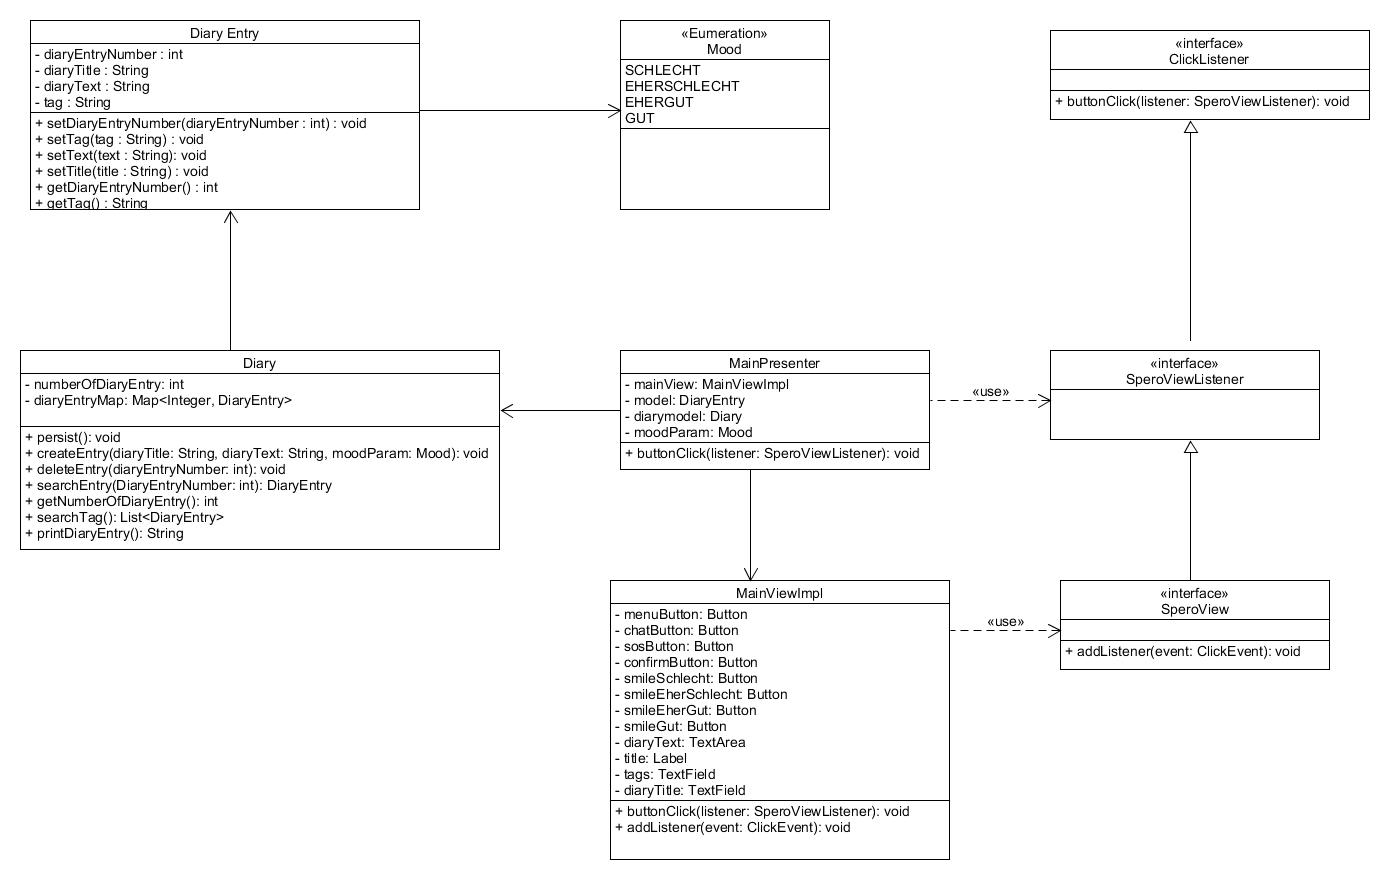 Diary Entry
- diaryEntryNumber : int
- diaryTitle : String
- diaryText : String
- tag : String
+ setDiaryEntryNumber(diaryEntryNumber : int) : void
+ setTag(tag : String) : void
+ setText(text : String): void
+ setTitle(title : String) : void
+ getDiaryEntryNumber() : int
+ getTag() : String
«Eumeration»
Mood
SCHLECHT
EHERSCHLECHT
EHERGUT
GUT
«interface»
ClickListener
+ buttonClick(listener: SperoViewListener): void
Diary
- numberOfDiaryEntry: int
- diaryEntryMap: Map<Integer, DiaryEntry>
+ persist(): void
+ createEntry(diaryTitle: String, diaryText: String, moodParam: Mood): void
+ deleteEntry(diaryEntryNumber: int): void
+ searchEntry(DiaryEntryNumber: int): DiaryEntry
+ getNumberOfDiaryEntry(): int
+ searchTag(): List<DiaryEntry>
+ printDiaryEntry(): String
MainPresenter
- mainView: MainViewImpl
- model: DiaryEntry
- diarymodel: Diary
- moodParam: Mood
+ buttonClick(listener: SperoViewListener): void
«use»
«interface»
SperoViewListener
MainViewImpl
- menuButton: Button
- chatButton: Button
- sosButton: Button
- confirmButton: Button
- smileSchlecht: Button
- smileEherSchlecht: Button
- smileEherGut: Button
- smileGut: Button
- diaryText: TextArea
- title: Label
- tags: TextField
- diaryTitle: TextField
+ buttonClick(listener: SperoViewListener): void
+ addListener(event: ClickEvent): void
«use»
«interface»
SperoView
+ addListener(event: ClickEvent): void